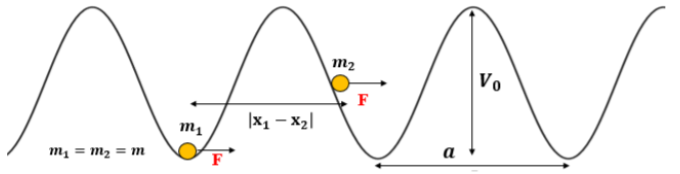 m₂
F
V₀
|x₁ − x₂|
m₁
m₁ = m₂ = m
F
a